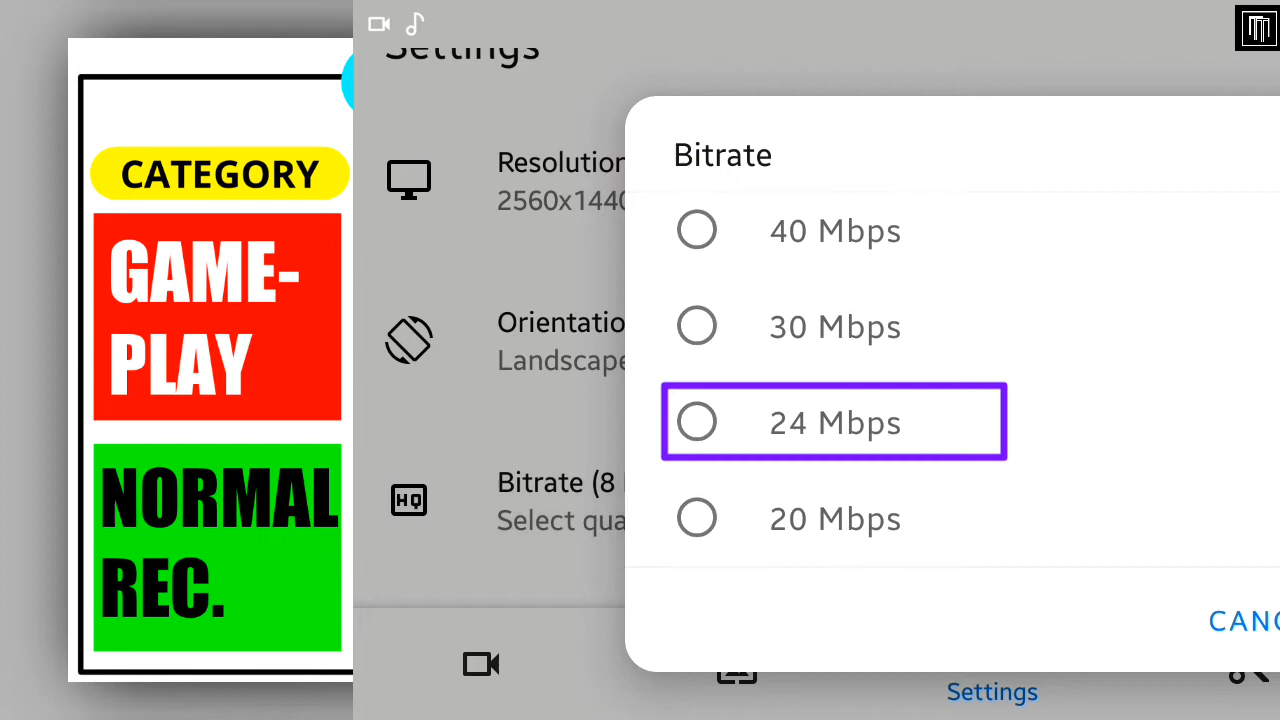 CATEGORY
GAME-
PLAY
NORMAL
REC.
Settings
Resolution
2560x1440
Orientatio
Landscape
Bitrate (8
Select qua
Bitrate
40 Mbps
30 Mbps
24 Mbps
20 Mbps
CANC
Settings